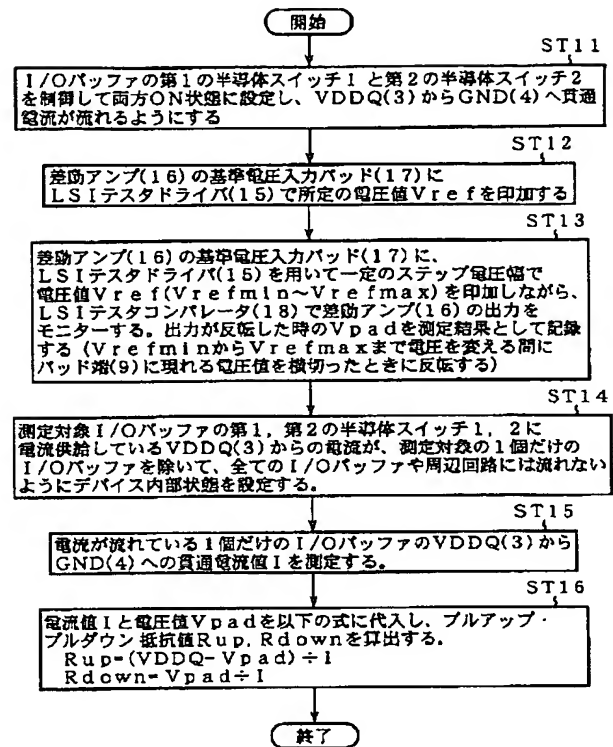 開始
ST11
I/Oバッファの第1の半導体スイッチ1 と第2の半導体スイッチ2
を制御して両方ON状態に設定し、VDDQ(3)からGND(4)へ貫通
電流が流れるようにする
ST12
差動アンプ(16)の基準電圧入力パッド(17)に
LSIテスタドライバ(15)で所定の電圧値Vrefを印加する
ST13
差動アンプ(16)の基準電圧入力パッド(17)に、
LSIテスタドライバ(15)を用いて一定のステップ電圧幅で
電圧値Vref(Vrefmin~Vrefmax)を印加しながら、
LSIテスタコンパレータ(18)で差動アンプ(16)の出力を
モニターする。出力が反転した時のVpadを測定結果として記録
する(VrefminからVrefmaxまで電圧を変える間に
パッド端(9)に現れる電圧値を横切ったときに反転する)
ST14
測定対象I/Oバッファの第1,第2の半導体スイッチ1,2に
電流供給しているVDDQ(3)からの電流が、測定対象の1個だけの
I/Oバッファを除いて、全てのI/Oバッファや周辺回路には流れない
ようにデバイス内部状態を設定する。
ST15
電流が流れている1個だけのI/OバッファのVDDQ(3)から
GND(4)への貫通電流値Iを測定する。
ST16
電流値Iと電圧値Vpadを以下の式に代入し、プルアップ・
プルダウン 抵抗値Rup,Rdownを算出する。
Rup=(VDDQ-Vpad)÷I
Rdown=Vpad÷I
終了